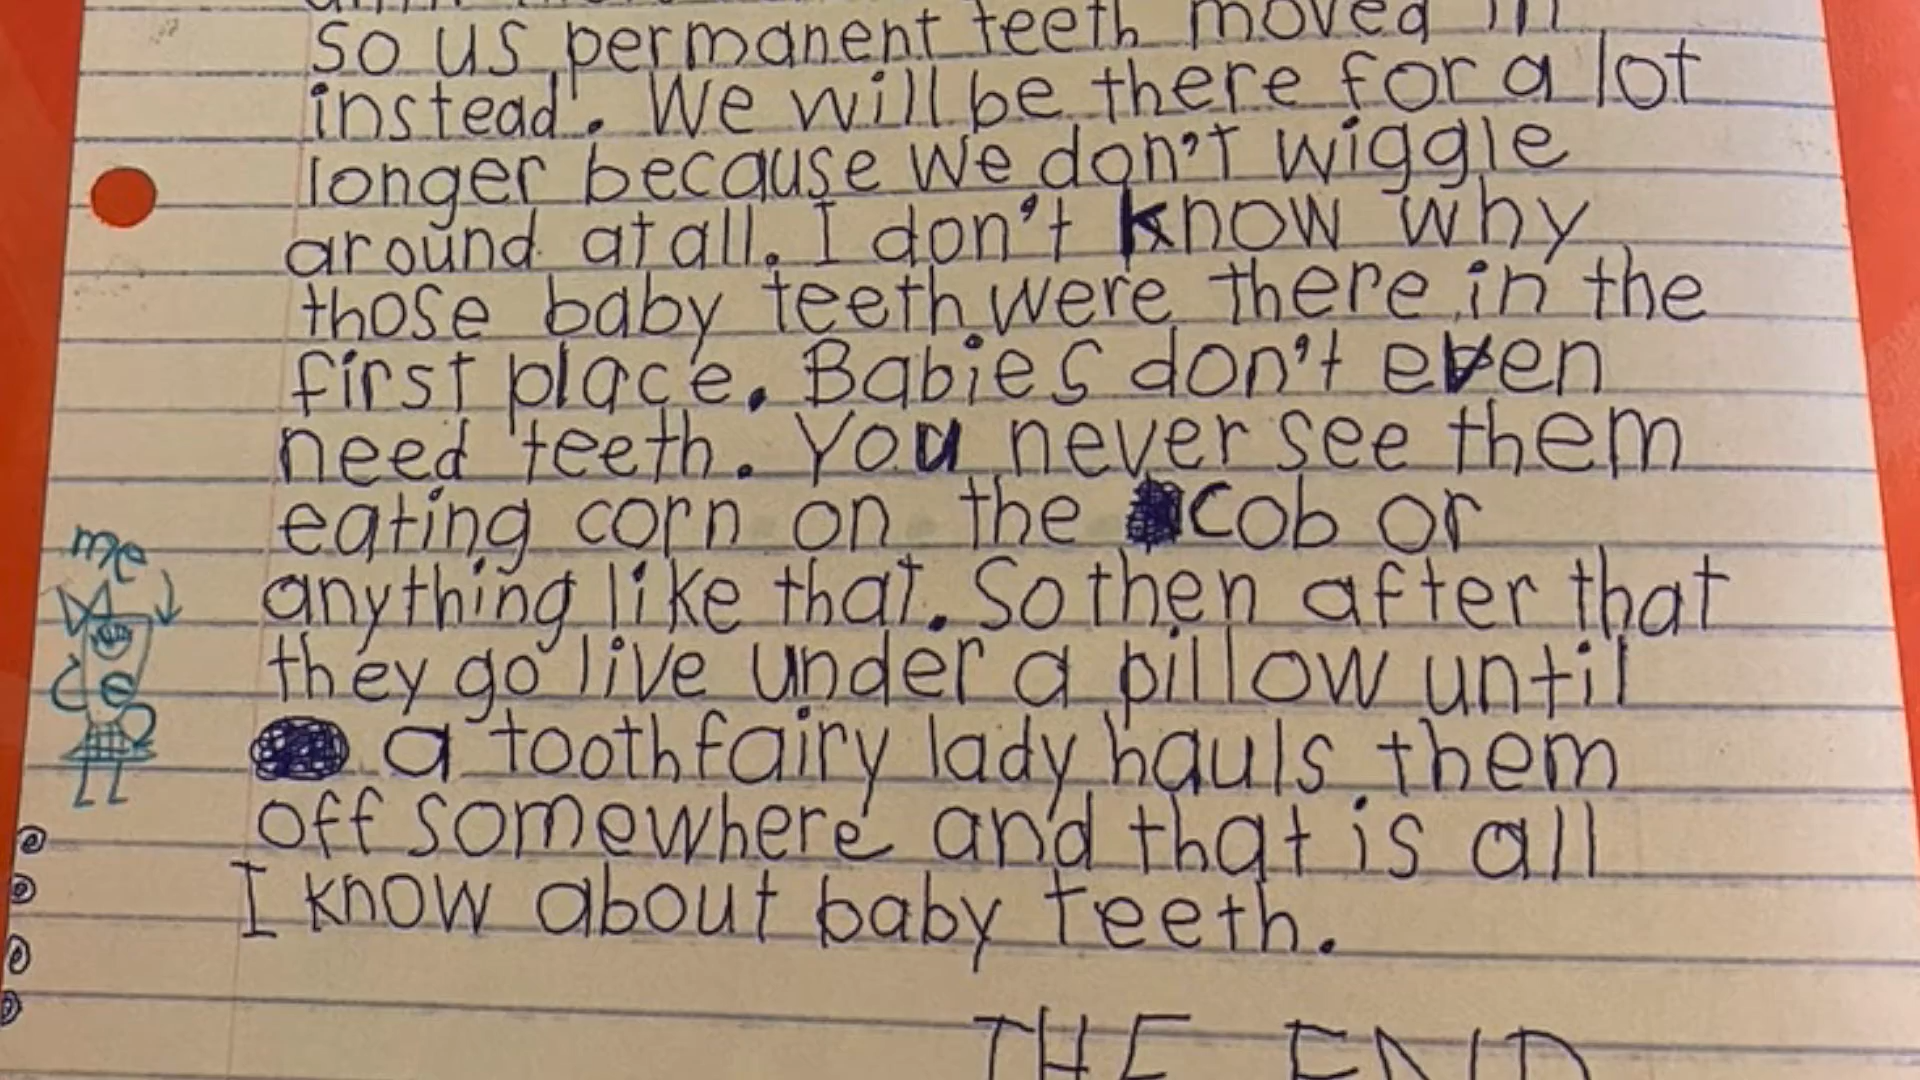 So us permanent teeth moved in
instead. We will be there for a lot
longer because we don't wiggle
around at all. I don't know why
those baby teeth were there in the
first place. Babies don't even
need teeth. You never see them
eating corn on the cob or
me
anything like that. So then after that
they go live under a pillow until
a toothfairy lady hauls them
off somewhere and that is all
I know about baby teeth.
THE END